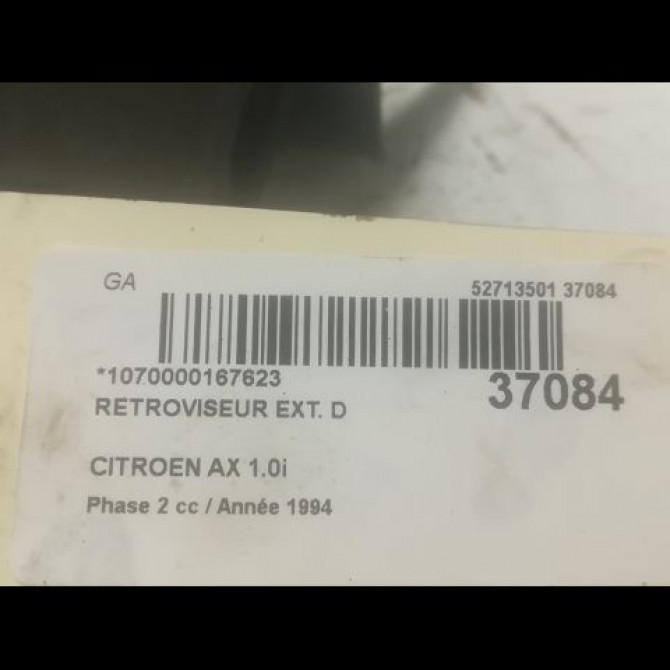 GA
52713501 37084
*1070000167623
37084
RETROVISEUR EXT. D
CITROEN AX 1.0i
Phase 2 cc / Année 1994